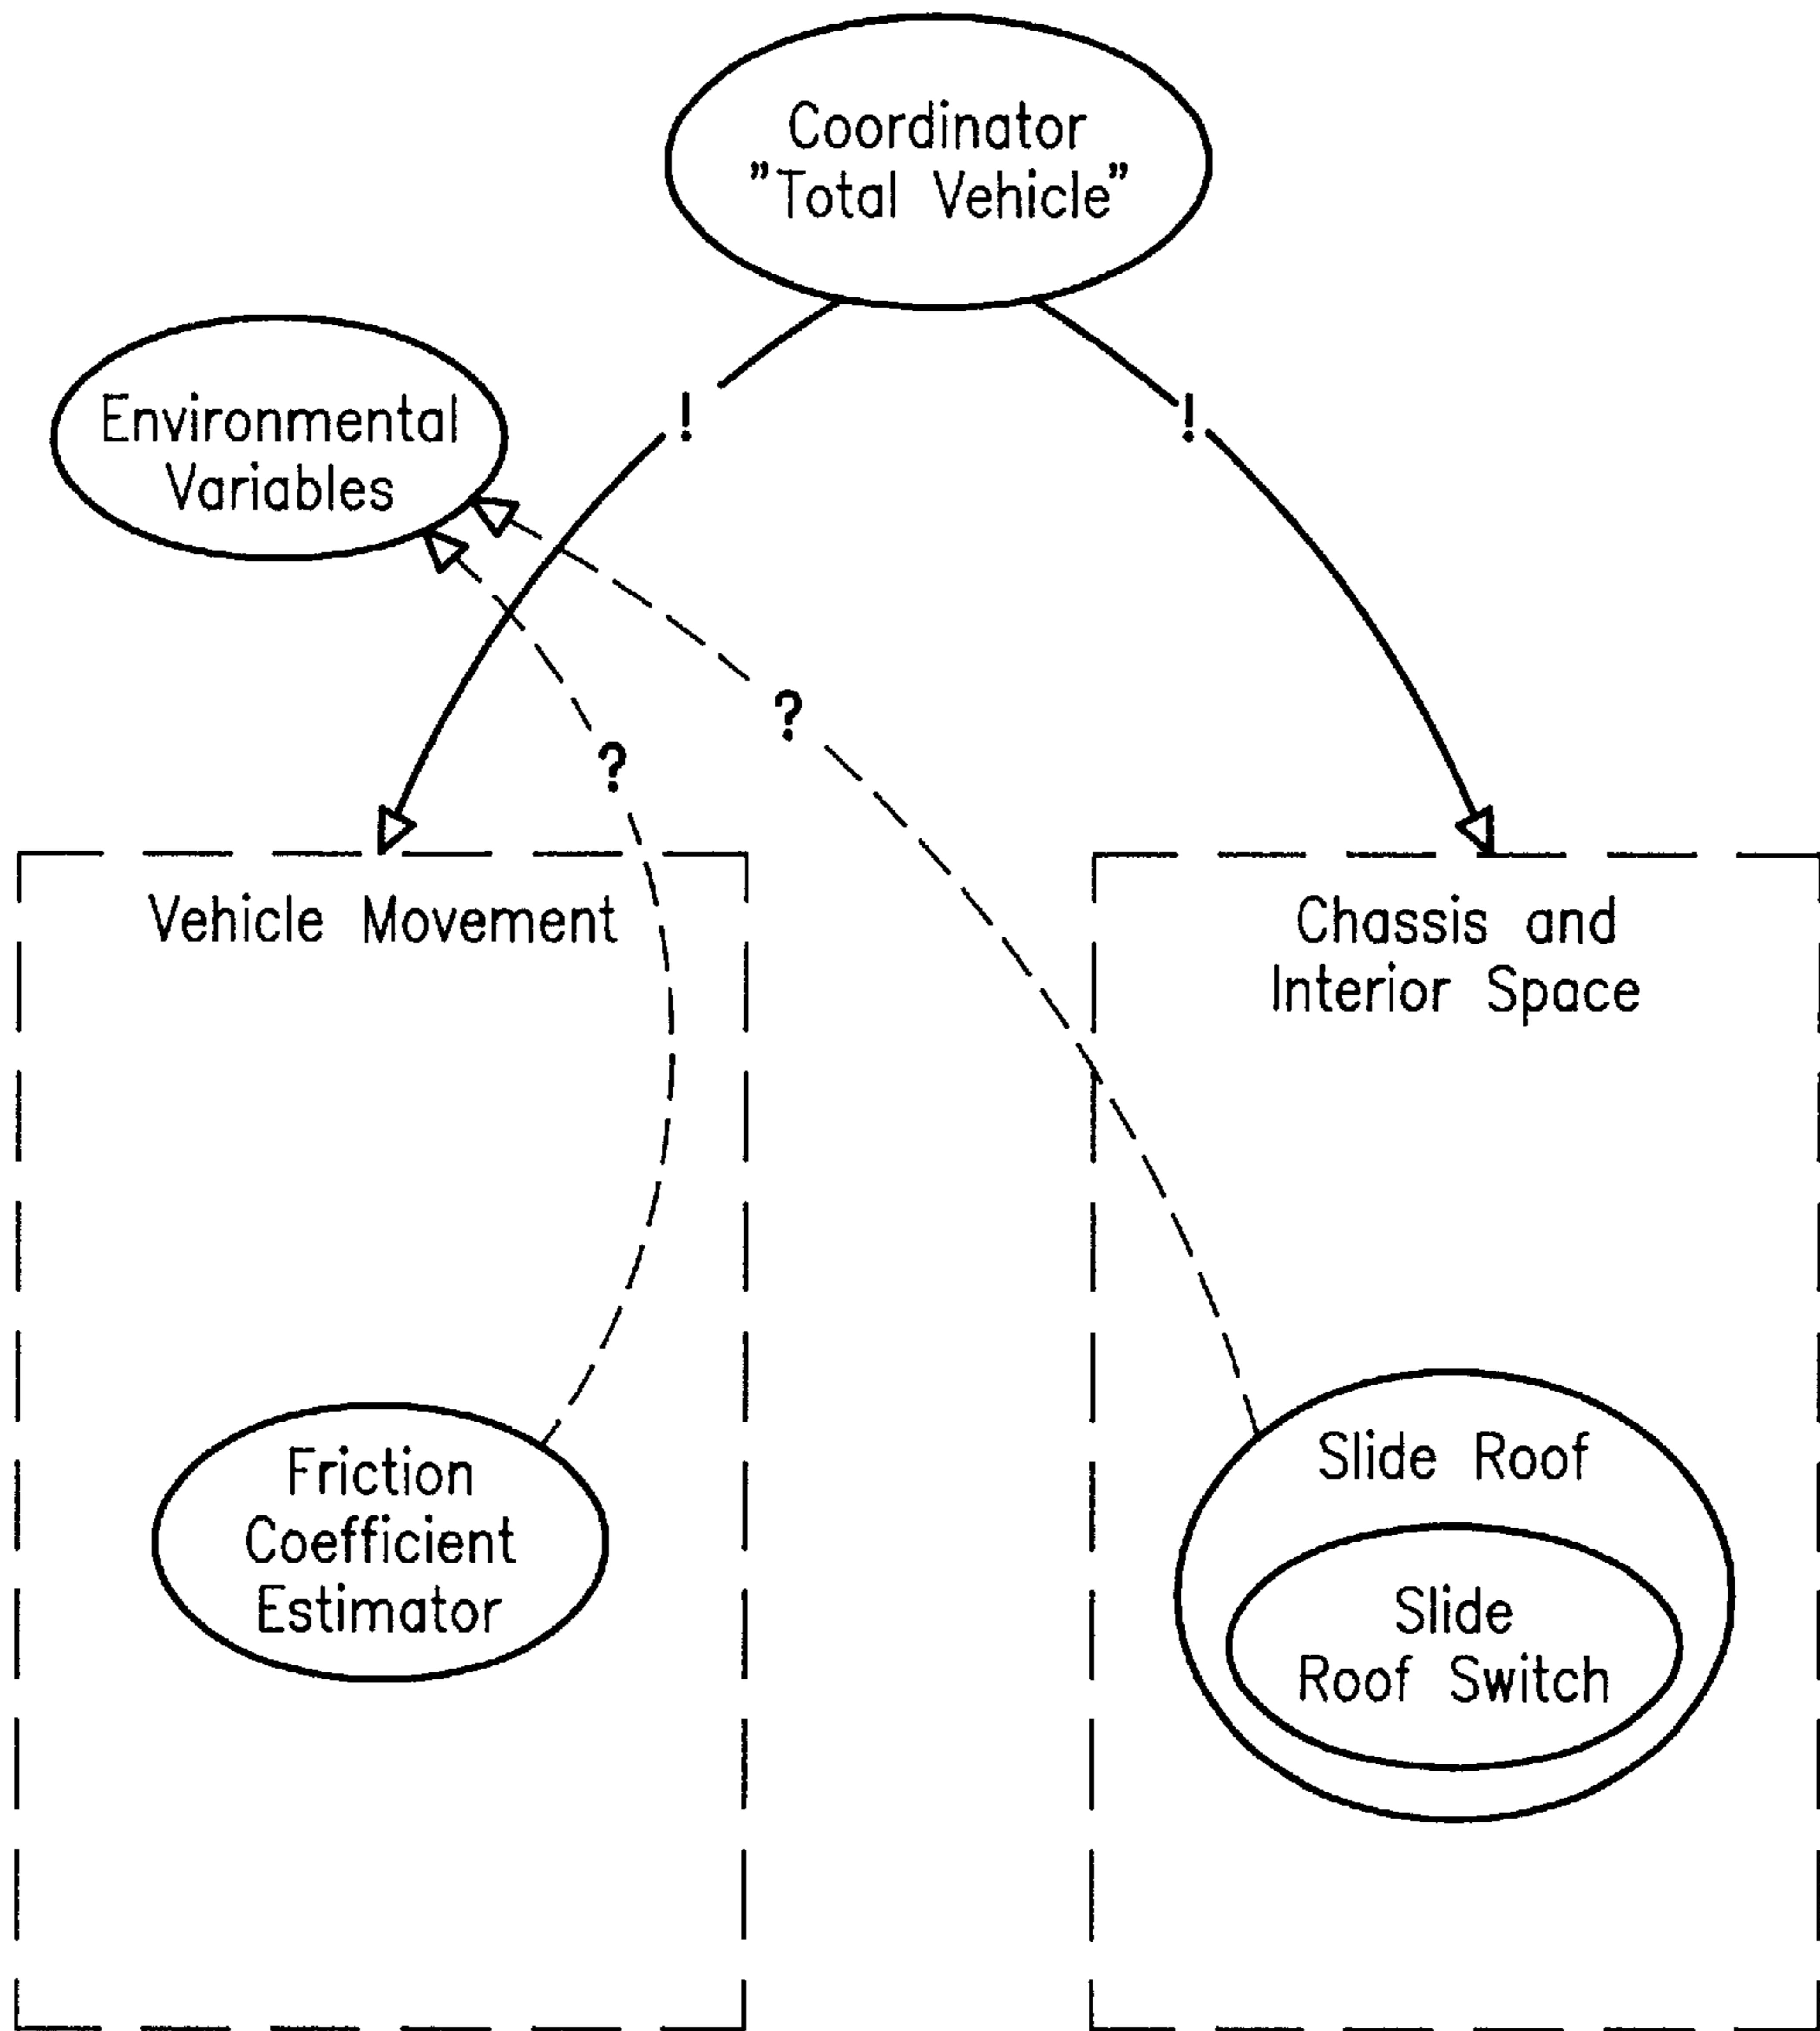 Coordinator
"Total Vehicle"
Environmental
Variables
!
!
?
?
Vehicle Movement
Chassis and
Interior Space
Friction
Coefficient
Estimator
Slide Roof
Slide
Roof Switch